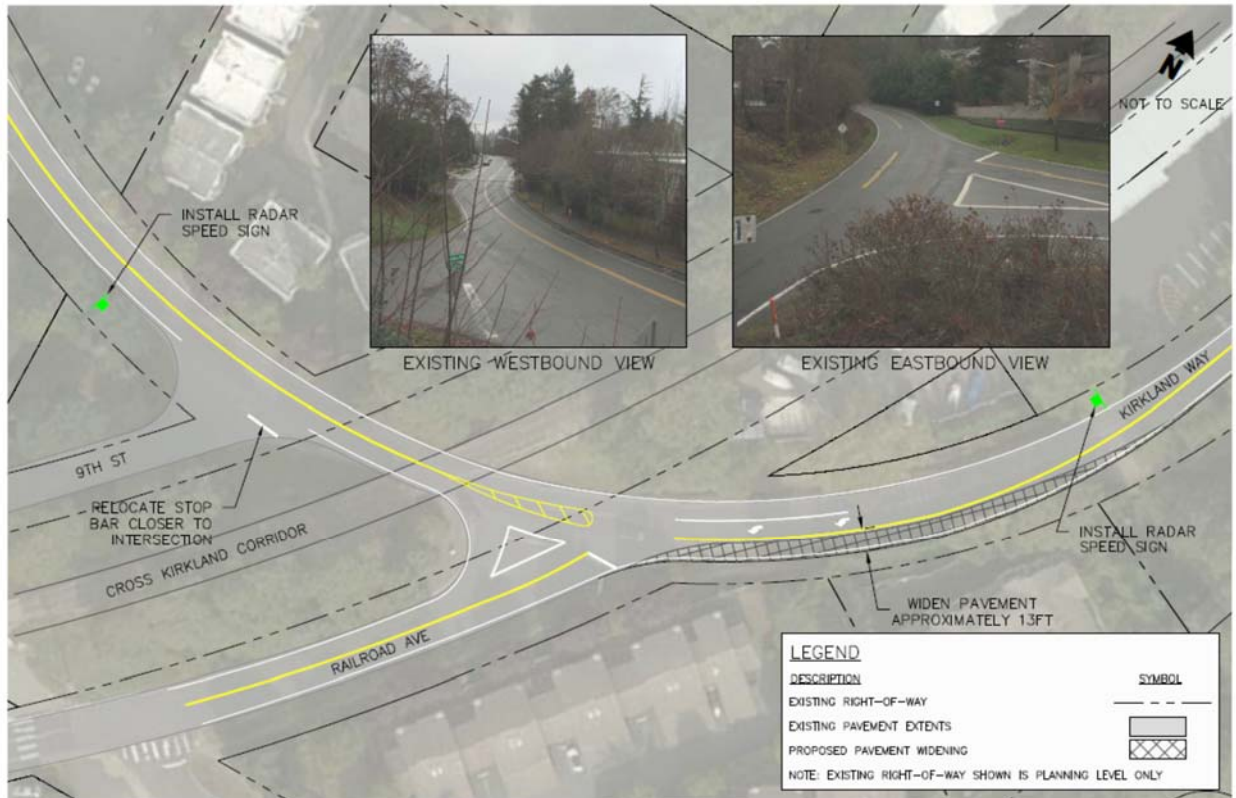 N
NOT TO SCALE
INSTALL RADAR
SPEED SIGN
EXISTING WESTBOUND VIEW
EXISTING EASTBOUND VIEW
KIRKLAND WAY
9TH ST
RELOCATE STOP
BAR CLOSER TO
INTERSECTION
CROSS KIRKLAND CORRIDOR
INSTALL RADAR
SPEED SIGN
WIDEN PAVEMENT
APPROXIMATELY 13FT
RAILROAD AVE
LEGEND
DESCRIPTION SYMBOL
EXISTING RIGHT-OF-WAY
EXISTING PAVEMENT EXTENTS
PROPOSED PAVEMENT WIDENING
NOTE: EXISTING RIGHT-OF-WAY SHOWN IS PLANNING LEVEL ONLY